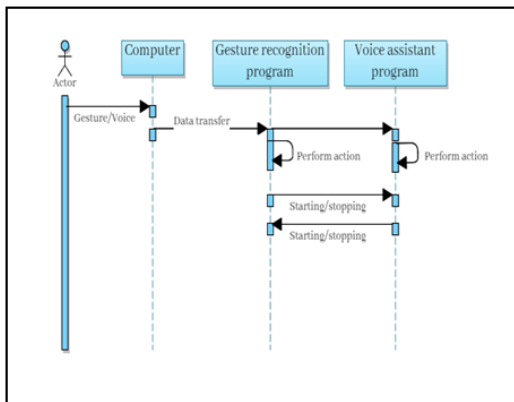 Computer
Gesture recognition
program
Voice assistant
program
Actor
Gesture/Voice
Data transfer
Perform action
Perform action
Starting/stopping
Starting/stopping